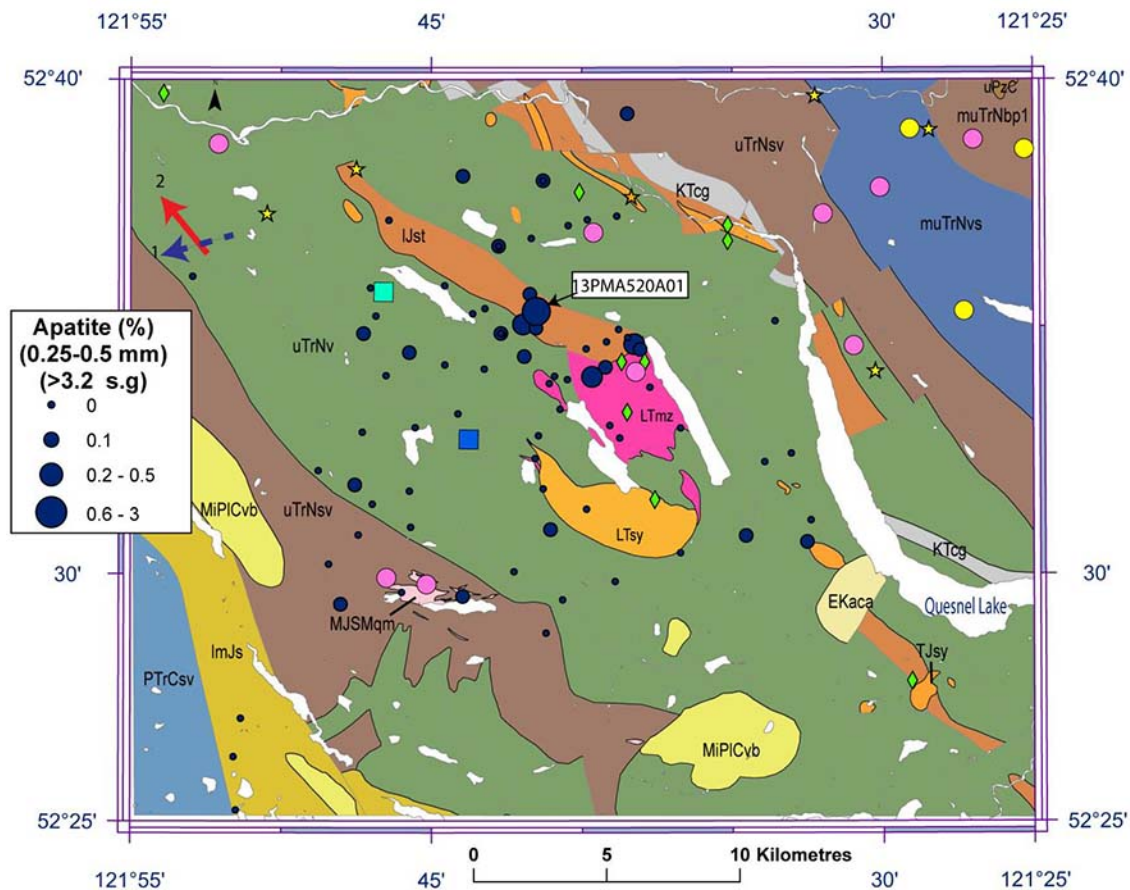 121°55'
45'
30'
121°25'
52°40'
52°40'
uPzC
muTrNbp1
uTrNsv
KTcg
2
lJst
muTrNvs
1
13PMA520A01
Apatite (%)
(0.25-0.5 mm)
(>3.2 s.g)
0
0.1
0.2 - 0.5
0.6 - 3
uTrNv
LTmz
MiPlCvb
uTrNsv
LTsy
KTcg
30'
30'
EKaca
Quesnel Lake
MJSMqm
lmJs
TJsy
PTrCsv
MiPlCvb
52°25'
52°25'
0 5 10 Kilometres
121°55'
45'
30'
121°25'